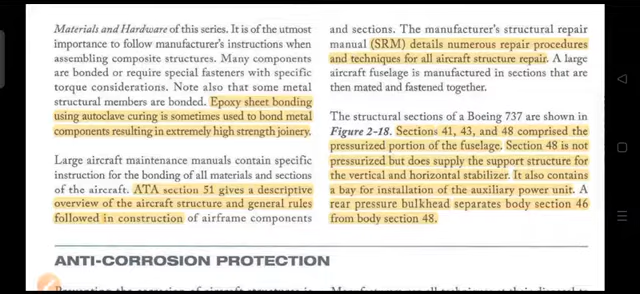 Materials and Hardware of this series. It is of the utmost
importance to follow manufacturer's instructions when
assembling composite structures. Many components
are bonded or require special fasteners with specific
torque considerations. Note also that some metal
structural members are bonded. Epoxy sheet bonding
using autoclave curing is sometimes used to bond metal
components resulting in extremely high strength joinery.
Large aircraft maintenance manuals contain specific
instruction for the bonding of all materials and sections
of the aircraft. ATA section 51 gives a descriptive
overview of the aircraft structure and general rules
followed in construction of airframe components
and sections. The manufacturer's structural repair
manual (SRM) details numerous repair procedures
and techniques for all aircraft structure repair. A large
aircraft fuselage is manufactured in sections that are
then mated and fastened together.
The structural sections of a Boeing 737 are shown in
Figure 2-18. Sections 41, 43, and 48 comprised the
pressurized portion of the fuselage. Section 48 is not
pressurized but does supply the support structure for
the vertical and horizontal stabilizer. It also contains
a bay for installation of the auxiliary power unit. A
rear pressure bulkhead separates body section 46
from body section 48.
ANTI-CORROSION PROTECTION